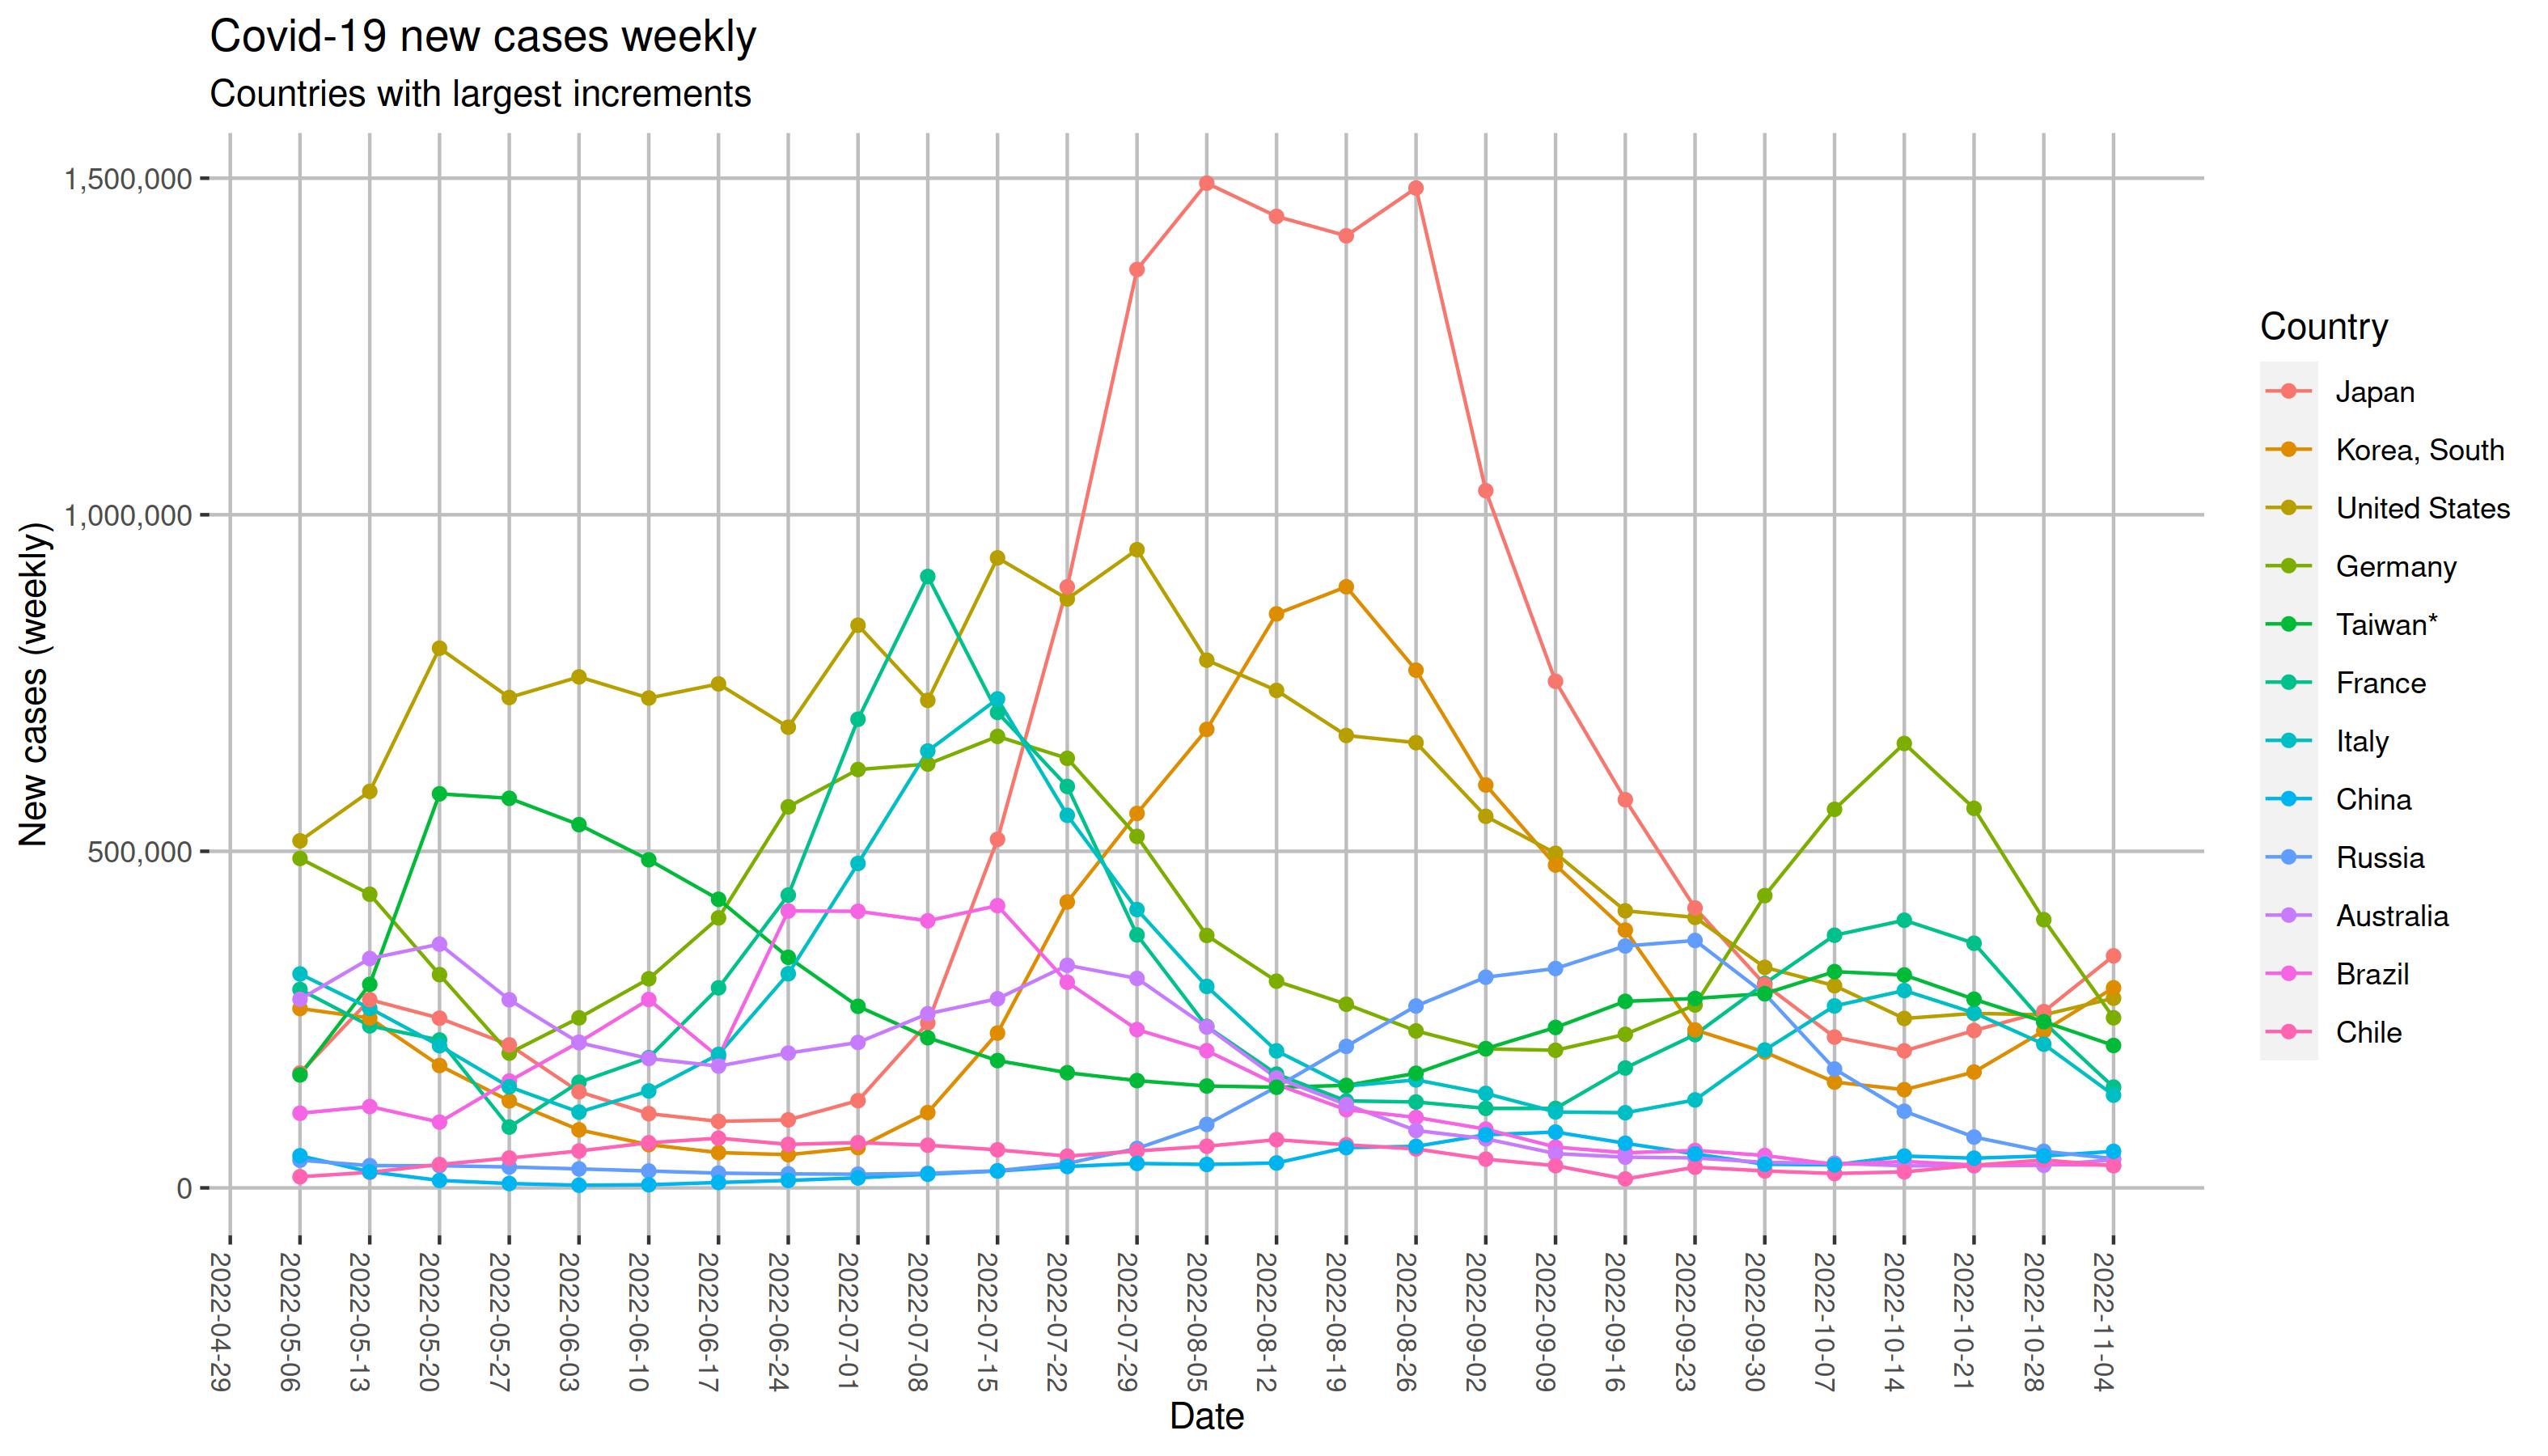 Covid-19 new cases weekly
Countries with largest increments
New cases (weekly)
1,500,000
1,000,000
500,000
0
2022-04-29
2022-05-06
2022-05-13
2022-05-20
2022-05-27
2022-06-03
2022-06-10
2022-06-17
2022-06-24
2022-07-01
2022-07-08
2022-07-15
2022-07-22
2022-07-29
2022-08-05
2022-08-12
2022-08-19
2022-08-26
2022-09-02
2022-09-09
2022-09-16
2022-09-23
2022-09-30
2022-10-07
2022-10-14
2022-10-21
2022-10-28
2022-11-04
Date
Country
Japan
Korea, South
United States
Germany
Taiwan*
France
Italy
China
Russia
Australia
Brazil
Chile